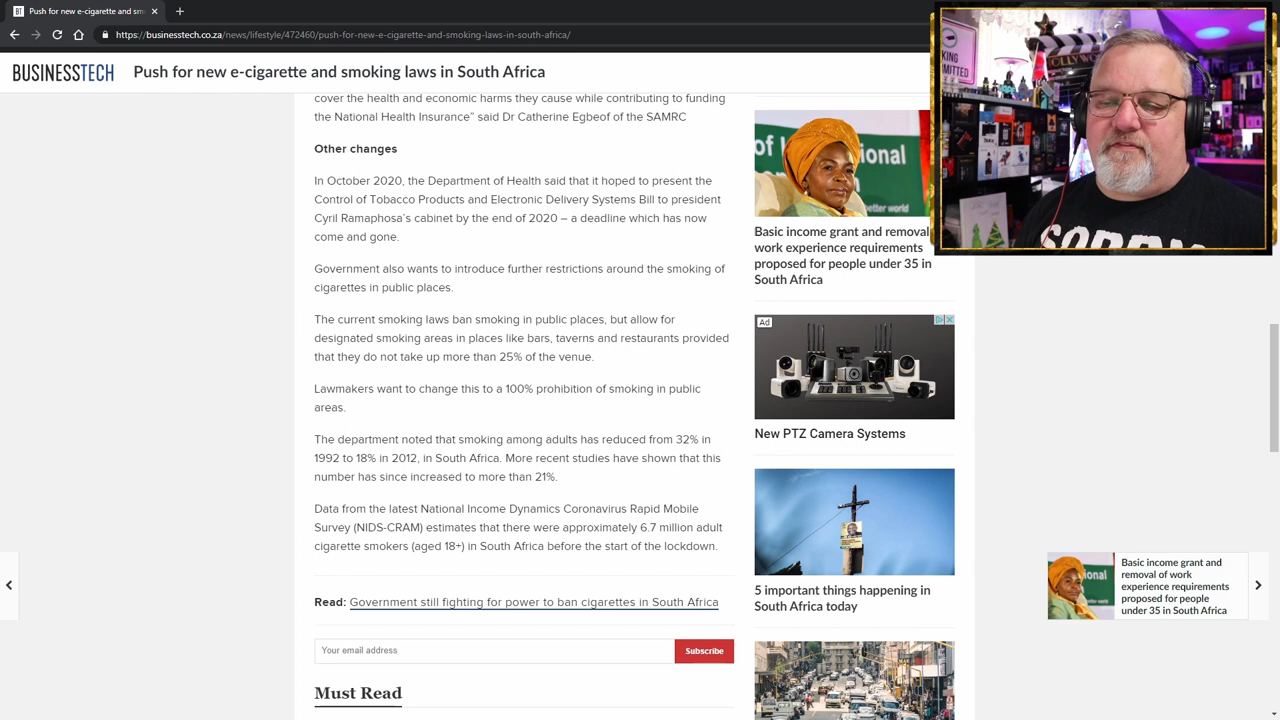 BT Push for new e-cigarette and smo
https://businesstech.co.za/news/lifestyle/472460/push-for-new-e-cigarette-and-smoking-laws-in-south-africa/
BUSINESSTECH
Push for new e-cigarette and smoking laws in South Africa
cover the health and economic harms they cause while contributing to funding
the National Health Insurance” said Dr Catherine Egbeof of the SAMRC
Other changes
In October 2020, the Department of Health said that it hoped to present the
Control of Tobacco Products and Electronic Delivery Systems Bill to president
Cyril Ramaphosa’s cabinet by the end of 2020 – a deadline which has now
come and gone.
Government also wants to introduce further restrictions around the smoking of
cigarettes in public places.
The current smoking laws ban smoking in public places, but allow for
designated smoking areas in places like bars, taverns and restaurants provided
that they do not take up more than 25% of the venue.
Lawmakers want to change this to a 100% prohibition of smoking in public
areas.
The department noted that smoking among adults has reduced from 32% in
1992 to 18% in 2012, in South Africa. More recent studies have shown that this
number has since increased to more than 21%.
Data from the latest National Income Dynamics Coronavirus Rapid Mobile
Survey (NIDS-CRAM) estimates that there were approximately 6.7 million adult
cigarette smokers (aged 18+) in South Africa before the start of the lockdown.
Read: Government still fighting for power to ban cigarettes in South Africa
Your email address
Subscribe
Must Read
Basic income grant and removal
work experience requirements
proposed for people under 35 in
South Africa
Ad
New PTZ Camera Systems
5 important things happening in
South Africa today
Basic income grant and
removal of work
experience requirements
proposed for people
under 35 in South Africa